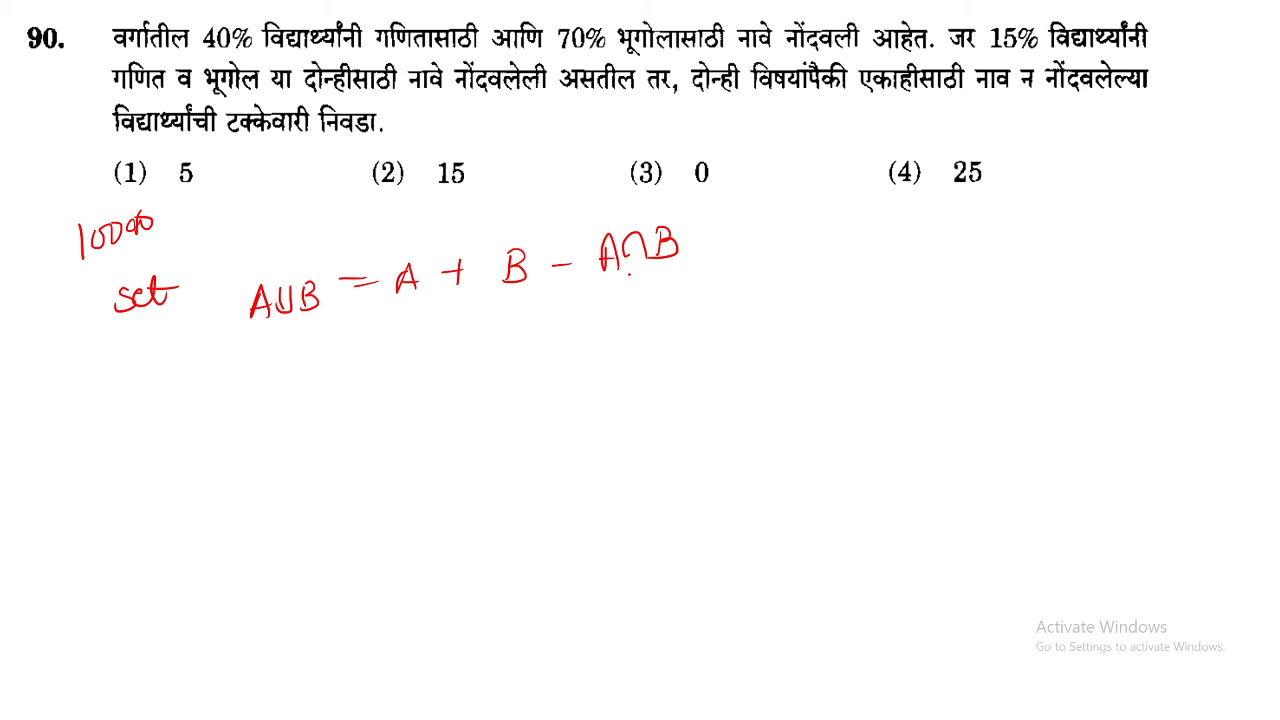 90. वर्गातील 40% विद्यार्थ्यांनी गणितासाठी आणि 70% भूगोलासाठी नावे नोंदवली आहेत. जर 15% विद्यार्थ्यांनी
गणित व भूगोल या दोन्हीसाठी नावे नोंदवलेली असतील तर, दोन्ही विषयांपैकी एकाहीसाठी नाव न नोंदवलेल्या
विद्यार्थ्यांची टक्केवारी निवडा.
(1) 5 (2) 15 (3) 0 (4) 25
100%
set A∪B = A + B - A∩B
Activate Windows
Go to Settings to activate Windows.